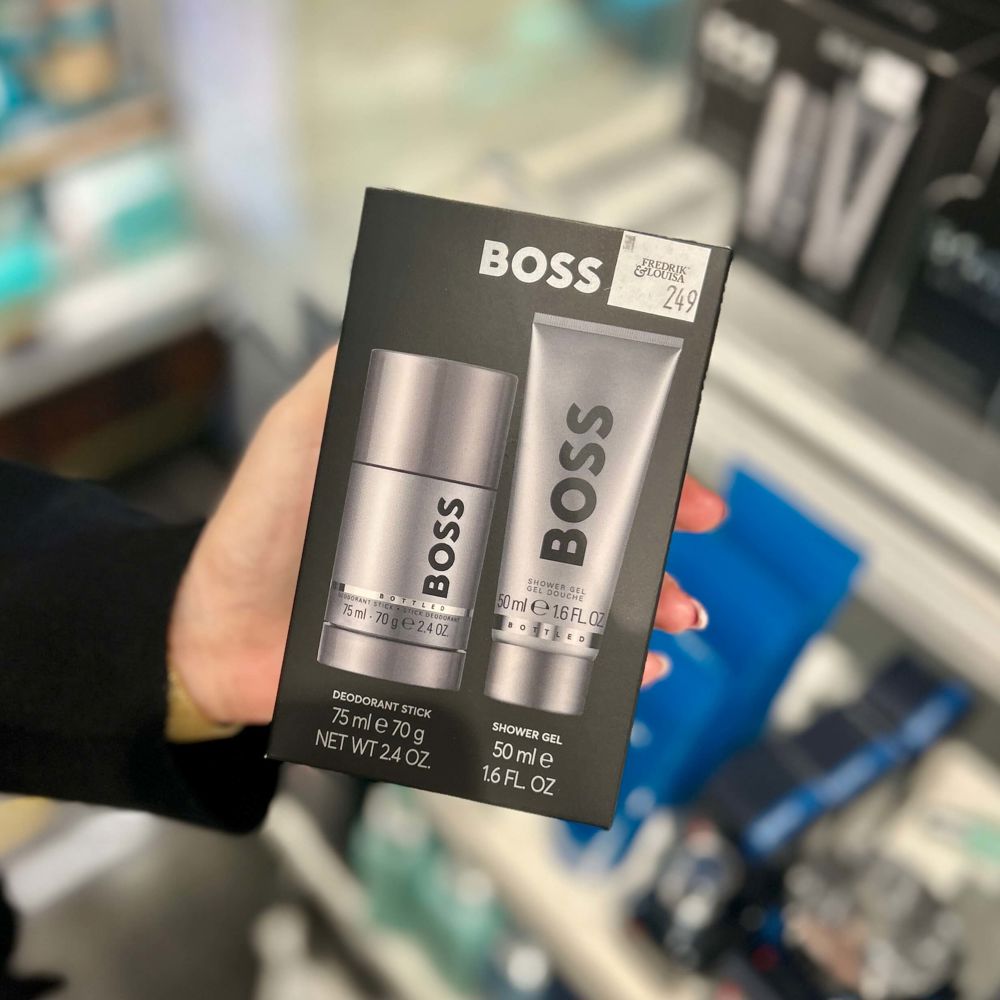 BOSS
FREDRIK
&LOUISA
249
BOSS
BOTTLED
DEODORANT STICK • STICK DEODORANT
75 ml · 70 g e 2.4 OZ.
BOSS
SHOWER GEL
GEL DOUCHE
50 ml e 1.6 FL.OZ
BOTTLED
DEODORANT STICK
75 ml e 70 g
NET WT 2.4 OZ.
SHOWER GEL
50 ml e
1.6 FL. OZ